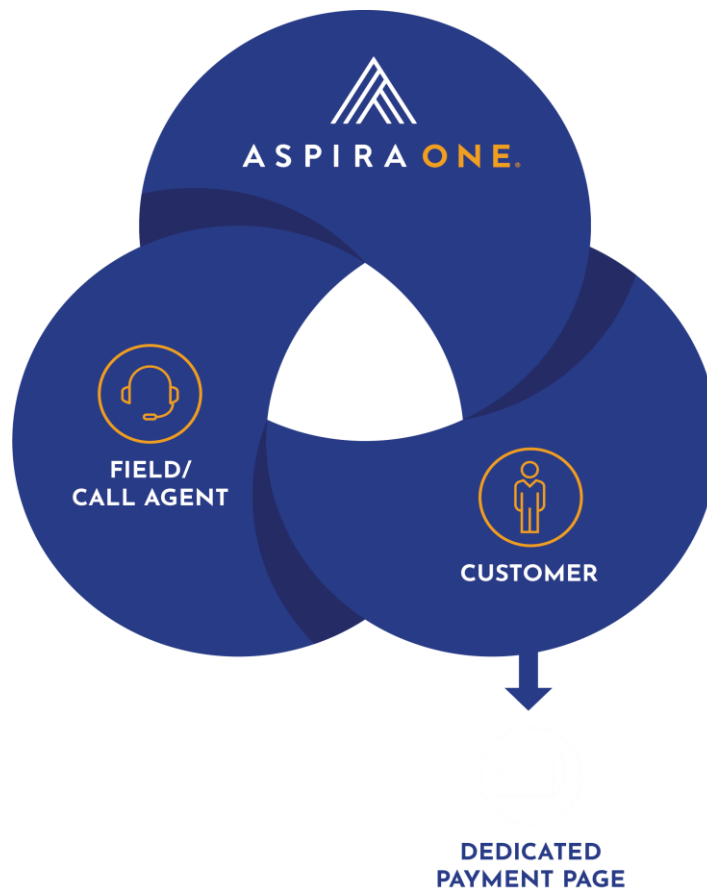 ASPIRA ONE®
FIELD/
CALL AGENT
CUSTOMER
DEDICATED
PAYMENT PAGE